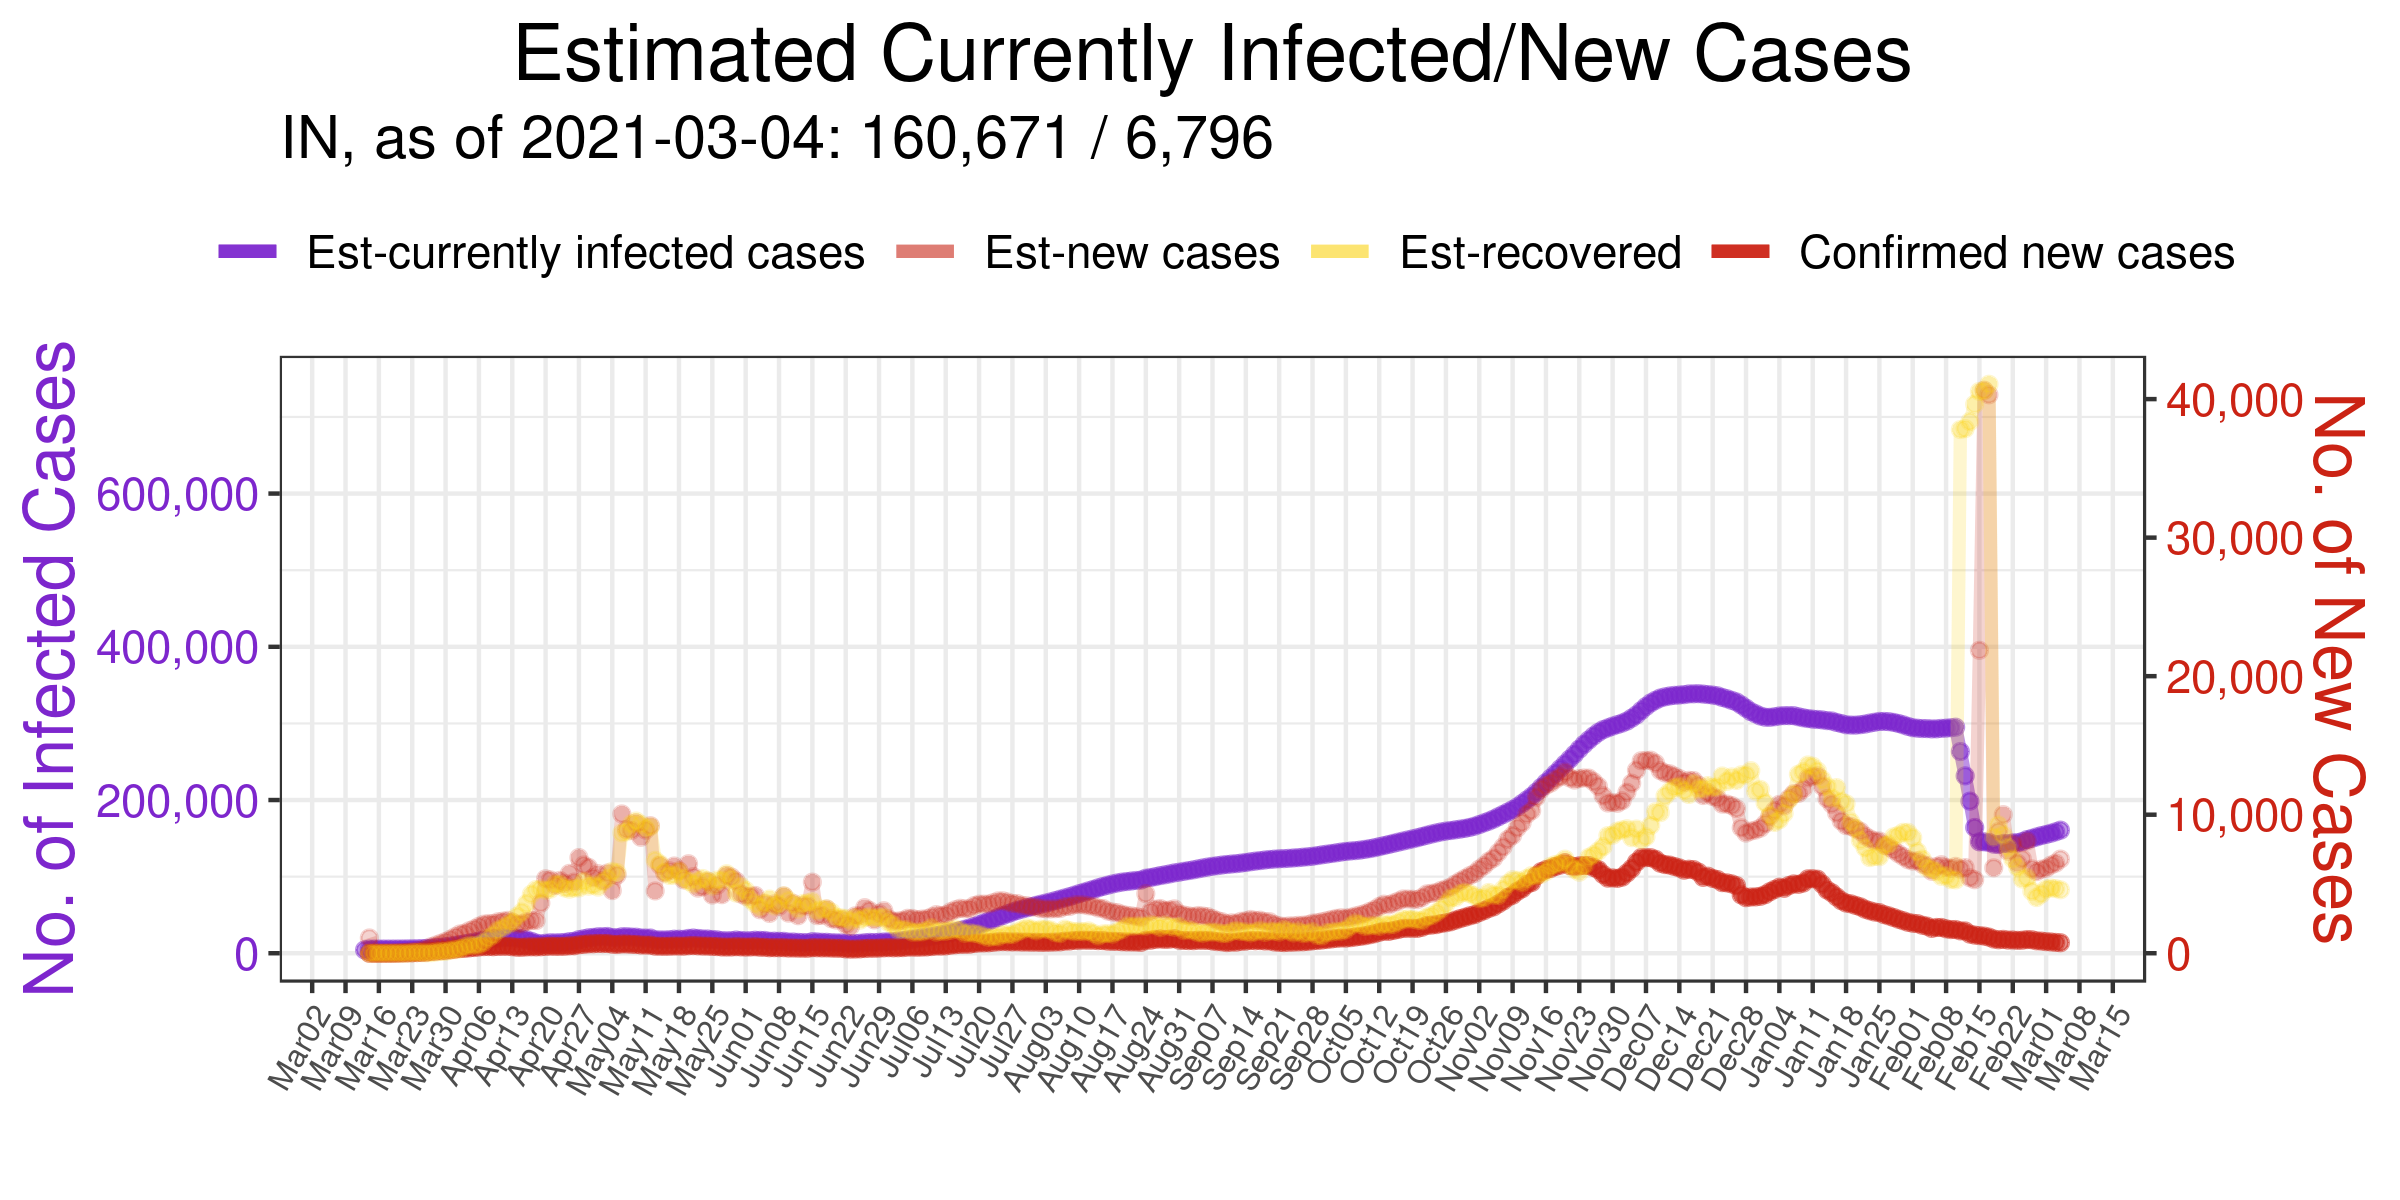 Estimated Currently Infected/New Cases
IN, as of 2021-03-04: 160,671 / 6,796
Est-currently infected cases Est-new cases Est-recovered Confirmed new cases
No. of Infected Cases
600,000
400,000
200,000
0
40,000
30,000
20,000
10,000
0
No. of New Cases
Mar02 Mar09 Mar16 Mar23 Mar30 Apr06 Apr13 Apr20 Apr27 May04 May11 May18 May25 Jun01 Jun08 Jun15 Jun22 Jun29 Jul06 Jul13 Jul20 Jul27 Aug03 Aug10 Aug17 Aug24 Aug31 Sep07 Sep14 Sep21 Sep28 Oct05 Oct12 Oct19 Oct26 Nov02 Nov09 Nov16 Nov23 Nov30 Dec07 Dec14 Dec21 Dec28 Jan04 Jan11 Jan18 Jan25 Feb01 Feb08 Feb15 Feb22 Mar01 Mar08 Mar15